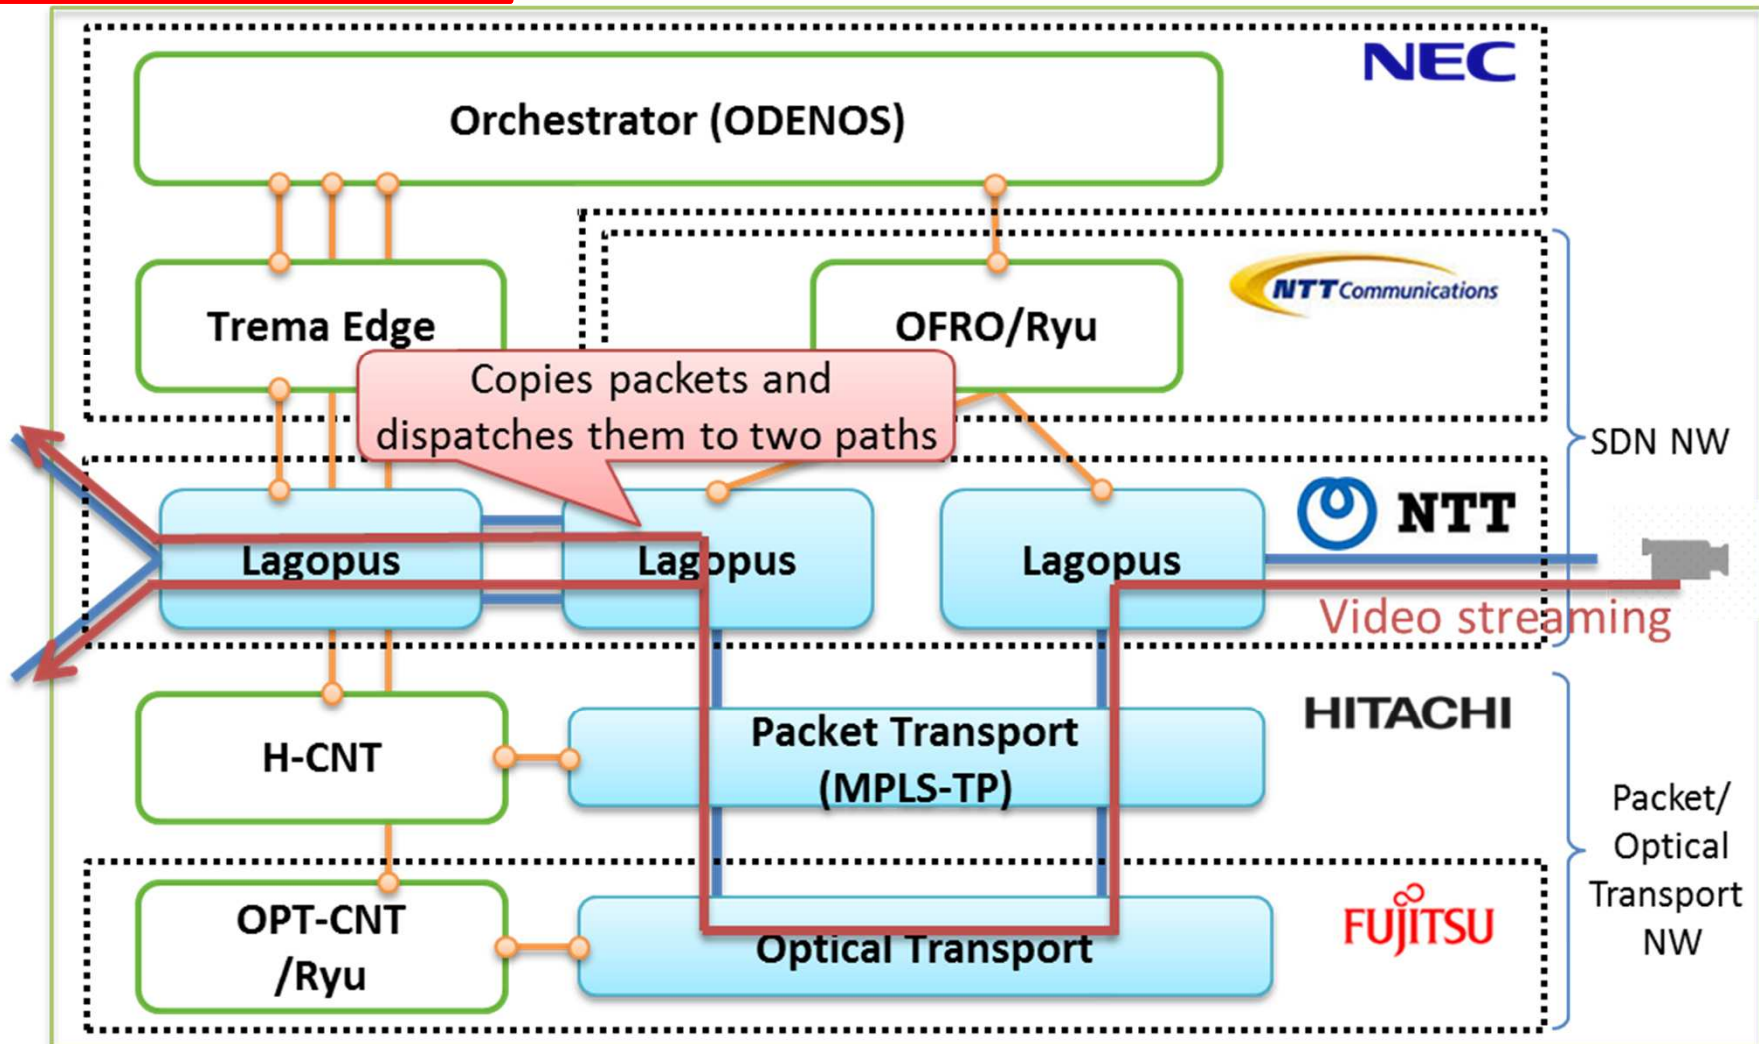 NEC
Orchestrator (ODENOS)
NTT Communications
Trema Edge
OFRO/Ryu
Copies packets and
dispatches them to two paths
SDN NW
NTT
Lagopus
Lagopus
Lagopus
Video streaming
HITACHI
H-CNT
Packet Transport
(MPLS-TP)
Packet/
Optical
Transport
NW
OPT-CNT
/Ryu
Optical Transport
FUJITSU